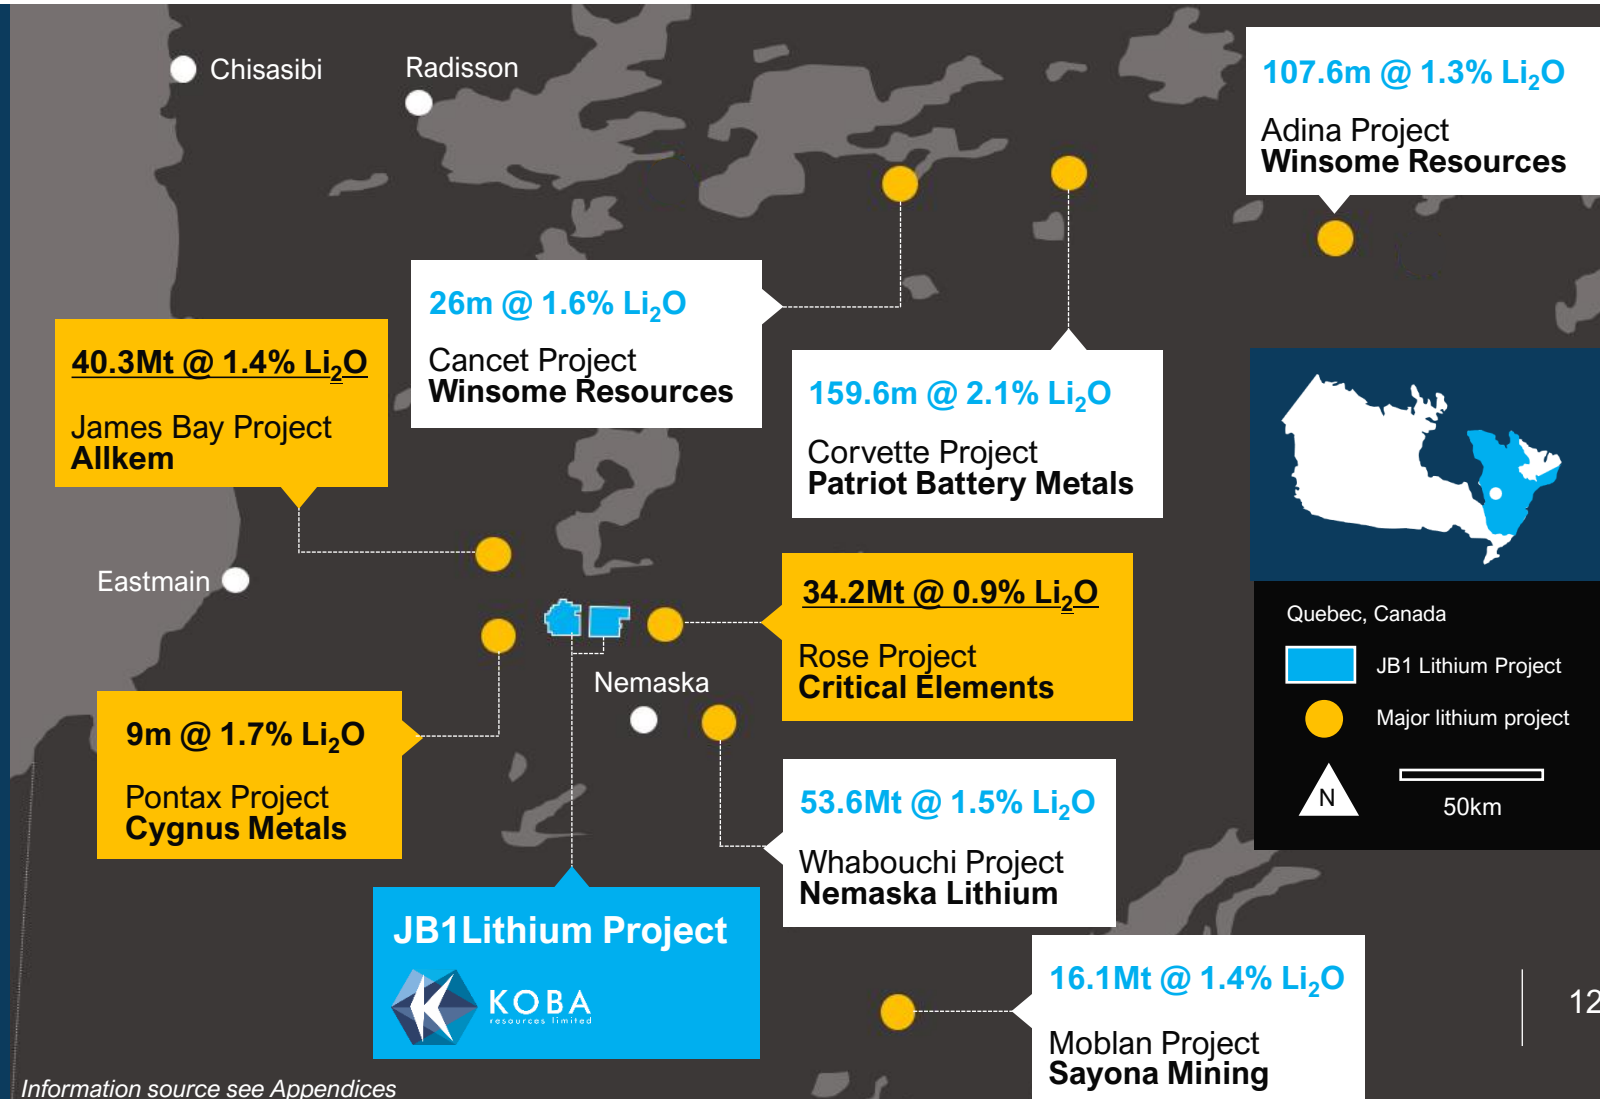 Chisasibi
Radisson
107.6m @ 1.3% Li₂O
Adina Project
Winsome Resources
26m @ 1.6% Li₂O
Cancet Project
Winsome Resources
40.3Mt @ 1.4% Li₂O
James Bay Project
Allkem
159.6m @ 2.1% Li₂O
Corvette Project
Patriot Battery Metals
Eastmain
34.2Mt @ 0.9% Li₂O
Rose Project
Critical Elements
Quebec, Canada
JB1 Lithium Project
Major lithium project
N
50km
Nemaska
9m @ 1.7% Li₂O
Pontax Project
Cygnus Metals
53.6Mt @ 1.5% Li₂O
Whabouchi Project
Nemaska Lithium
JB1Lithium Project
KOBA
resources limited
16.1Mt @ 1.4% Li₂O
Moblan Project
Sayona Mining
12
Information source see Appendices